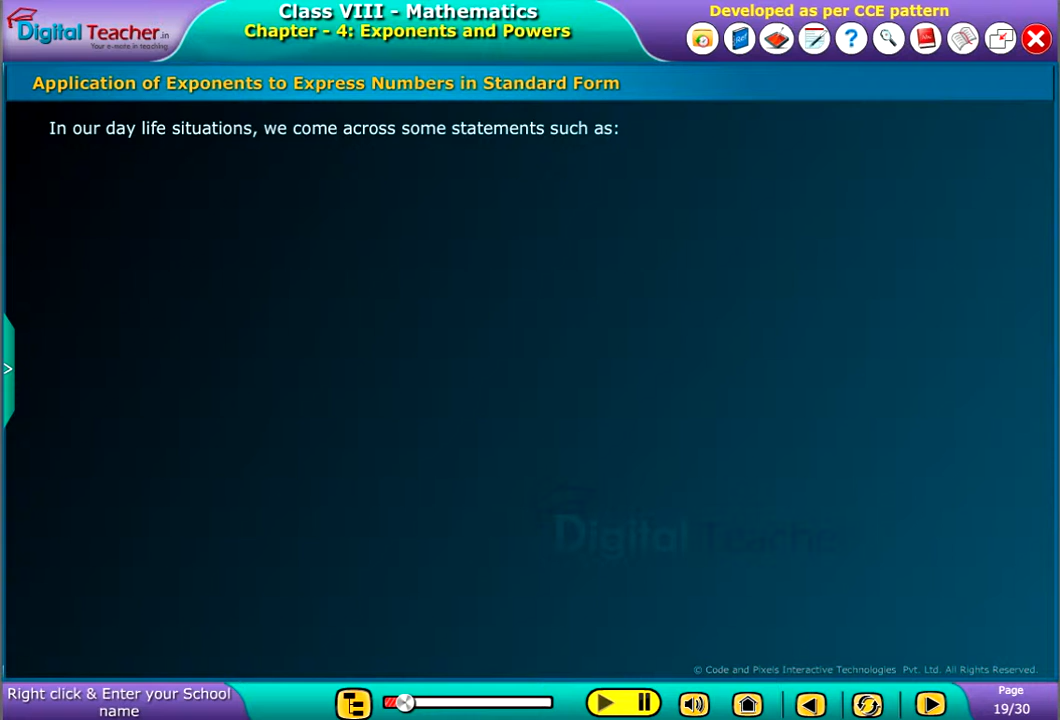 Digital Teacher.in
Your e-mate in teaching
Class VIII - Mathematics
Chapter - 4: Exponents and Powers
Developed as per CCE pattern
Application of Exponents to Express Numbers in Standard Form
In our day life situations, we come across some statements such as:
Digital Teacher
© Code and Pixels Interactive Technologies Pvt. Ltd. All Rights Reserved.
Right click & Enter your School
name
Page
19/30